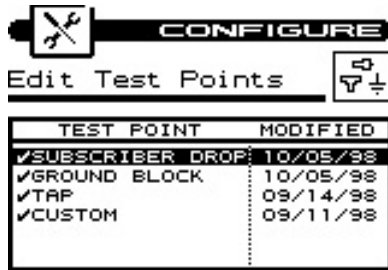 CONFIGURE
Edit Test Points
TEST POINT MODIFIED
✔SUBSCRIBER DROP 10/05/98
✔GROUND BLOCK 10/05/98
✔TAP 09/14/98
✔CUSTOM 09/11/98